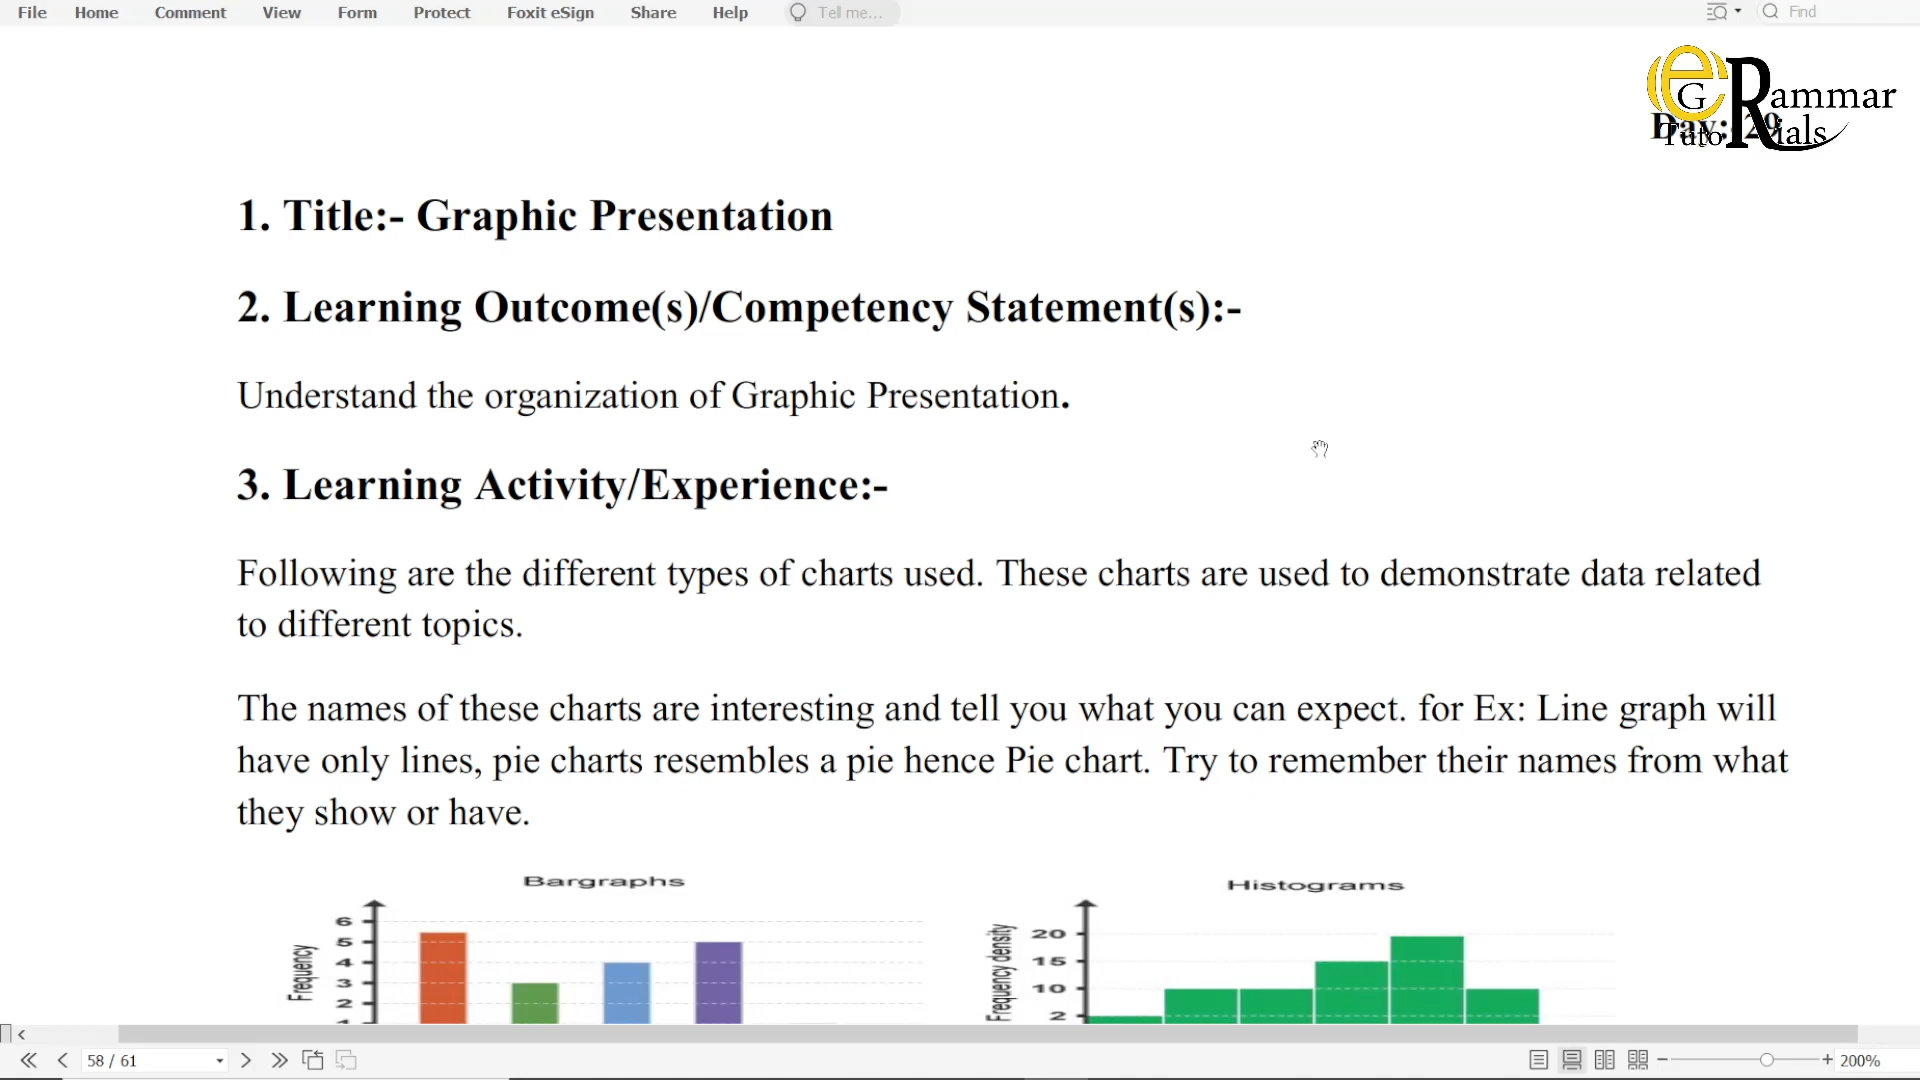 File Home Comment View Form Protect Foxit eSign Share Help Tell me... Find
eGRammar
TutoRials
Day: 29
1. Title:- Graphic Presentation
2. Learning Outcome(s)/Competency Statement(s):-
Understand the organization of Graphic Presentation.
3. Learning Activity/Experience:-
Following are the different types of charts used. These charts are used to demonstrate data related
to different topics.
The names of these charts are interesting and tell you what you can expect. for Ex: Line graph will
have only lines, pie charts resembles a pie hence Pie chart. Try to remember their names from what
they show or have.
Bargraphs
Frequency
6
5
4
3
2
Histograms
Frequency density
20
15
10
2
58 / 61
200%